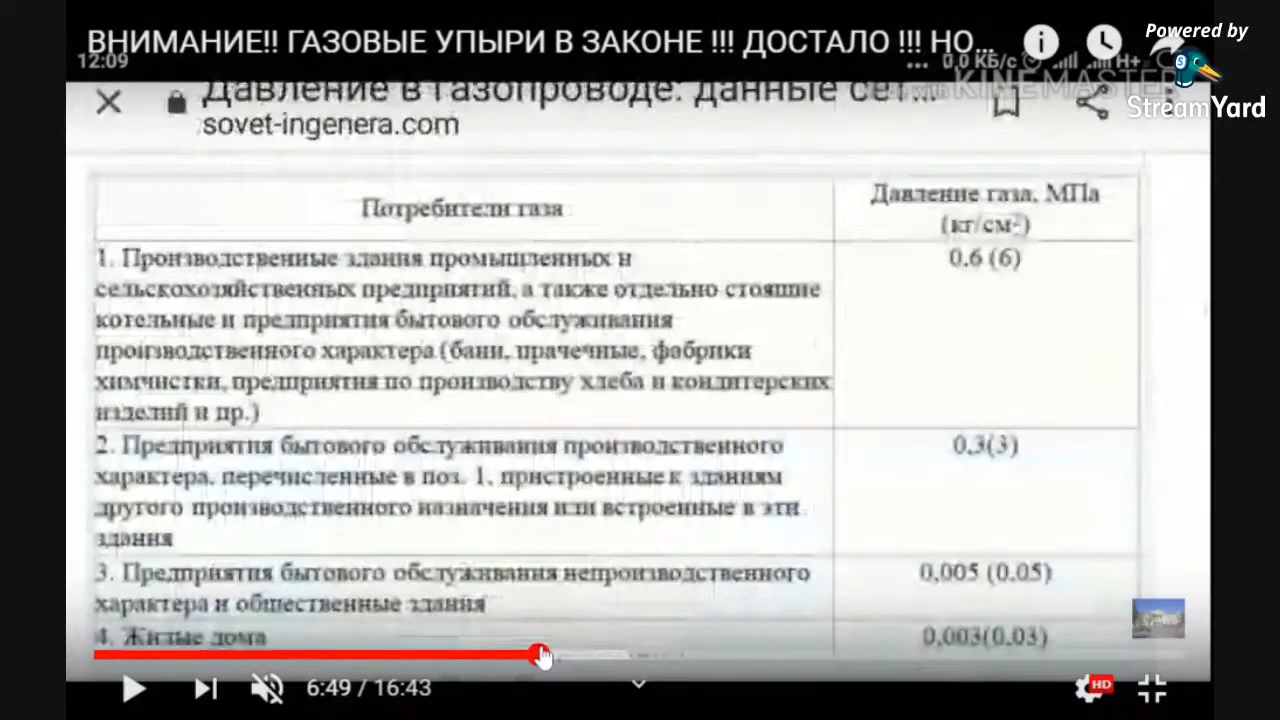 ВНИМАНИЕ!! ГАЗОВЫЕ УПЫРИ В ЗАКОНЕ !!! ДОСТАЛО !!! НО...
Powered by
12:09
... 0,0 КБ/с H+
KINEMASTER
StreamYard
Давление в газопроводе: данные сет...
sovet-ingenera.com
Потребители газа
Давление газа, МПа
(кг/см²)
1. Производственные здания промышленных и
0,6 (6)
сельскохозяйственных предприятий, а также отдельно стоящие
котельные и предприятия бытового обслуживания
производственного характера (бани, прачечные, фабрики
химчистки, предприятия по производству хлеба и кондитерских
изделий и пр.)
2. Предприятия бытового обслуживания производственного
0,3(3)
характера, перечисленные в поз. 1, пристроенные к зданиям
другого производственного назначения или встроенные в эти
здания
3. Предприятия бытового обслуживания непроизводственного
0,005 (0.05)
характера и общественные здания
4. Жилые дома
0,003(0.03)
6:49 / 16:43
HD